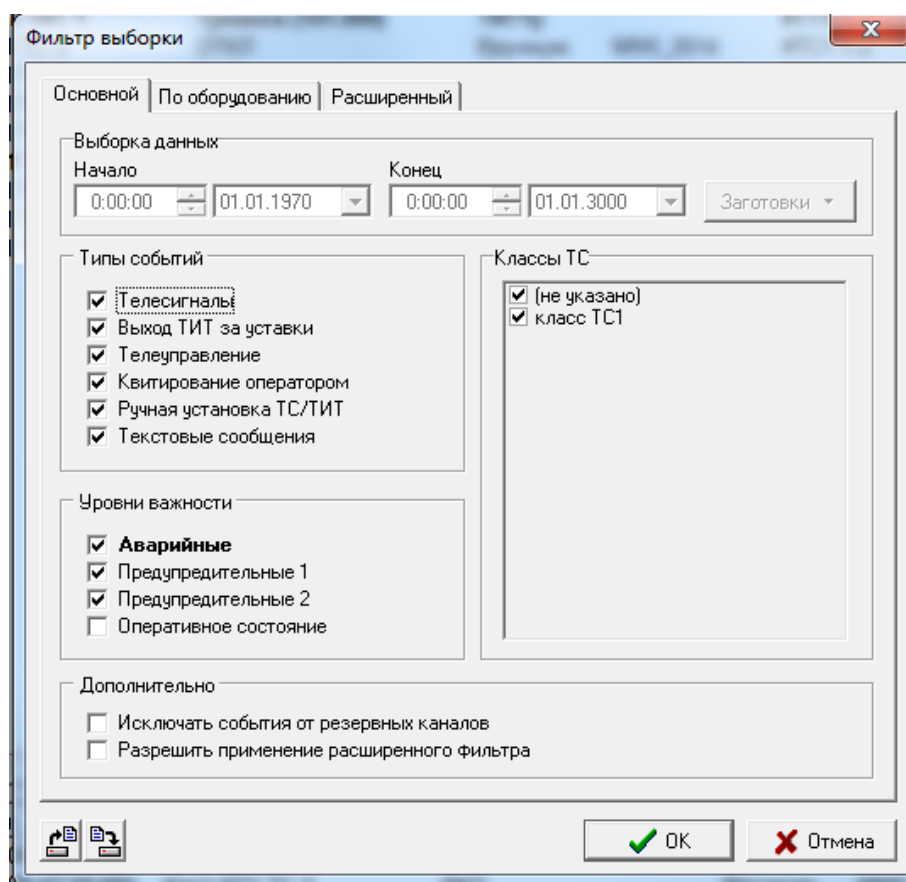 Фильтр выборки
Основной По оборудованию Расширенный
Выборка данных
Начало Конец
0:00:00 01.01.1970 0:00:00 01.01.3000 Заготовки
Типы событий
Телесигналы
Выход ТИТ за уставки
Телеуправление
Квитирование оператором
Ручная установка ТС/ТИТ
Текстовые сообщения
Классы ТС
(не указано)
класс ТС1
Уровни важности
Аварийные
Предупредительные 1
Предупредительные 2
Оперативное состояние
Дополнительно
Исключать события от резервных каналов
Разрешить применение расширенного фильтра
OK Отмена